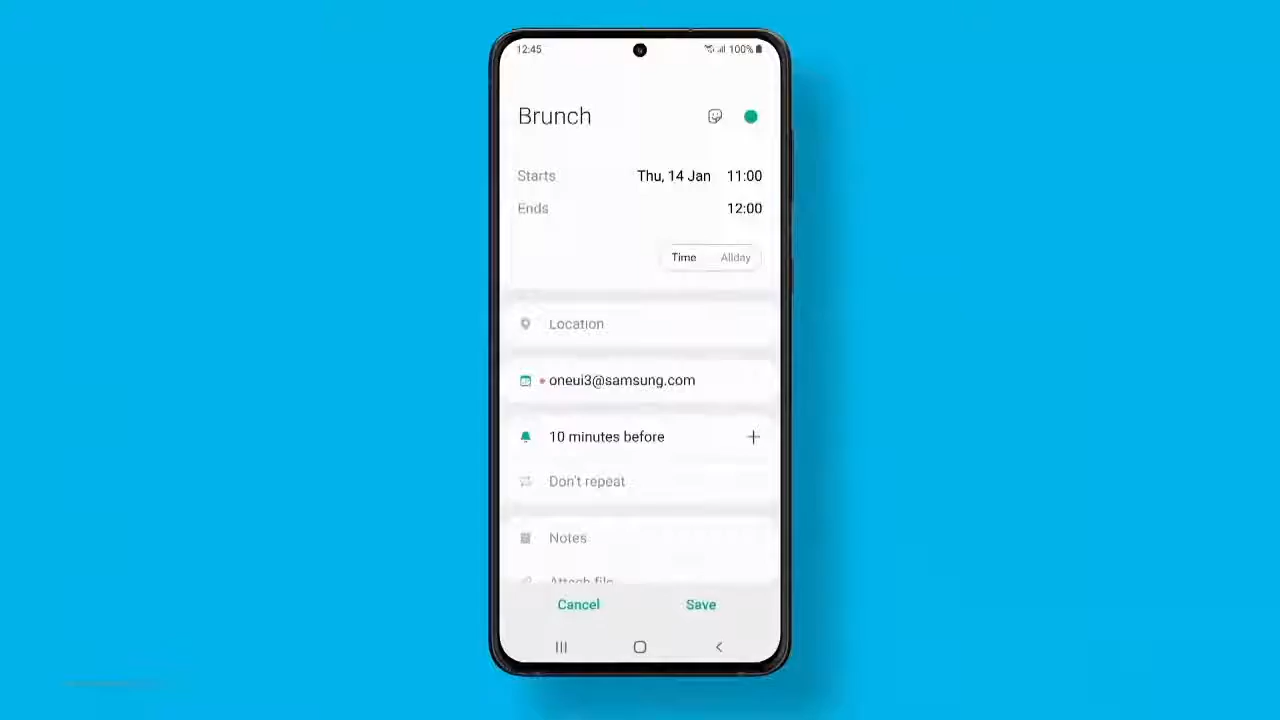 12:45 100%
Brunch
Starts Thu, 14 Jan 11:00
Ends 12:00
Time Allday
Location
oneui3@samsung.com
10 minutes before
Don't repeat
Notes
Attach file
Cancel Save